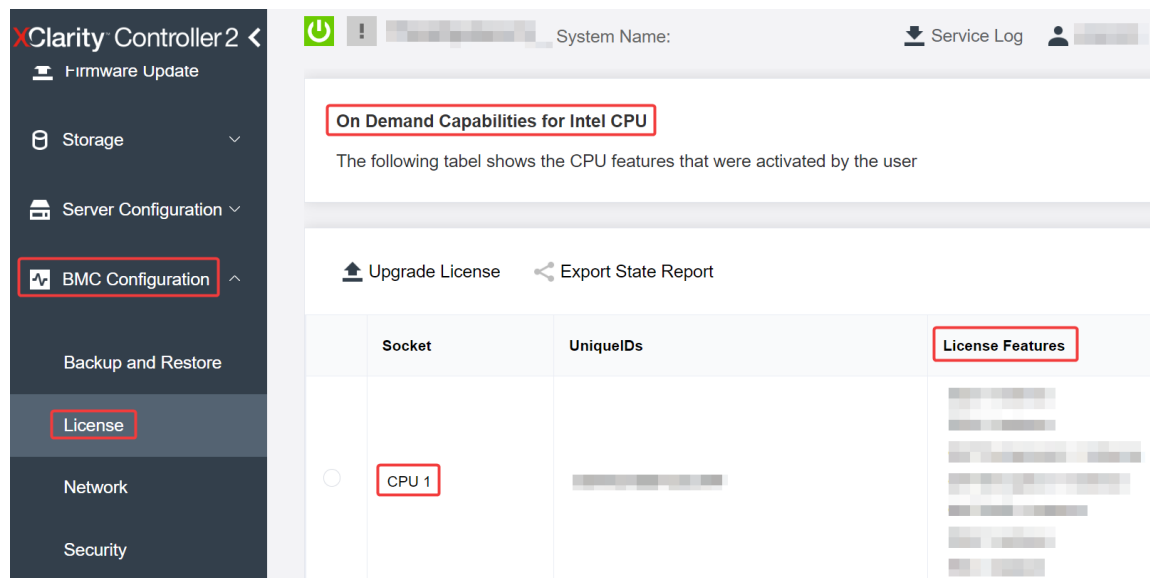 XClarity Controller 2
Firmware Update
Storage
Server Configuration
BMC Configuration
Backup and Restore
License
Network
Security
System Name:
Service Log
On Demand Capabilities for Intel CPU
The following tabel shows the CPU features that were activated by the user
Upgrade License
Export State Report
Socket
UniqueIDs
License Features
CPU 1